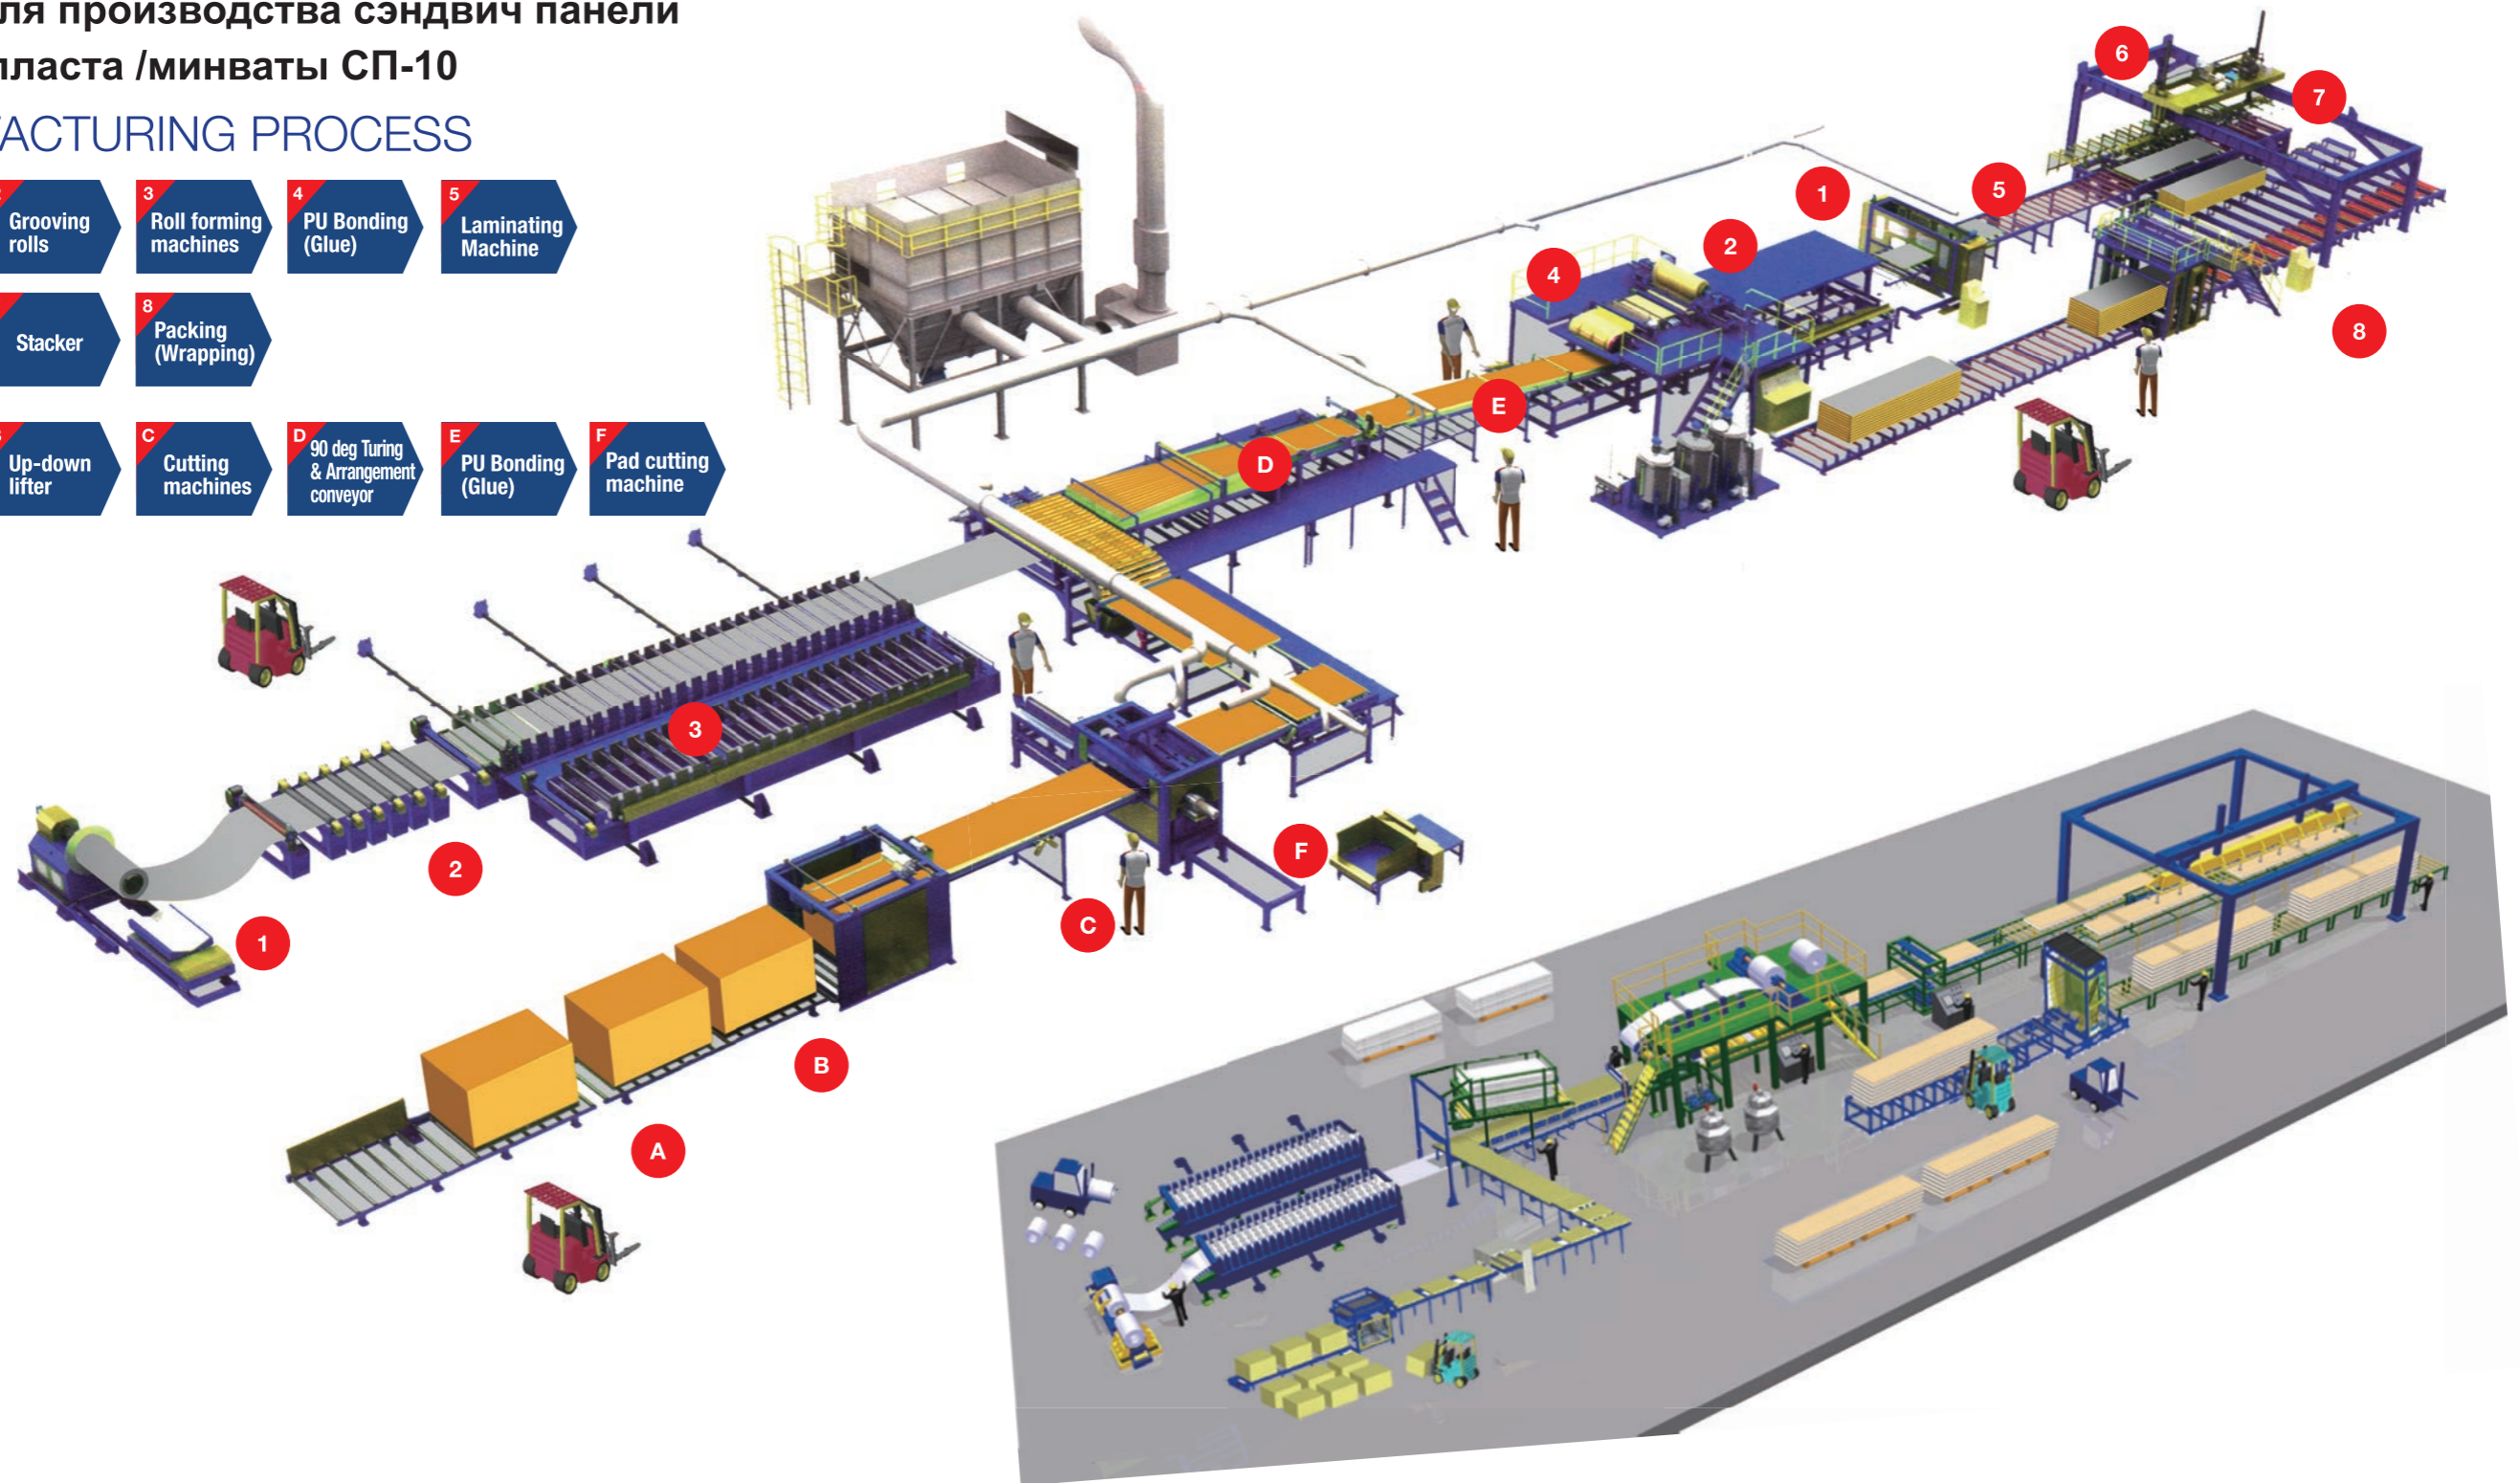 ля производства сэндвич панели
пласта /минваты СП-10
FACTURING PROCESS
Grooving
rolls
3
Roll forming
machines
4
PU Bonding
(Glue)
5
Laminating
Machine
Stacker
8
Packing
(Wrapping)
Up-down
lifter
C
Cutting
machines
D
90 deg Turing
& Arrangement
conveyor
E
PU Bonding
(Glue)
F
Pad cutting
machine
6
7
1
5
2
4
8
E
D
3
2
F
C
1
B
A